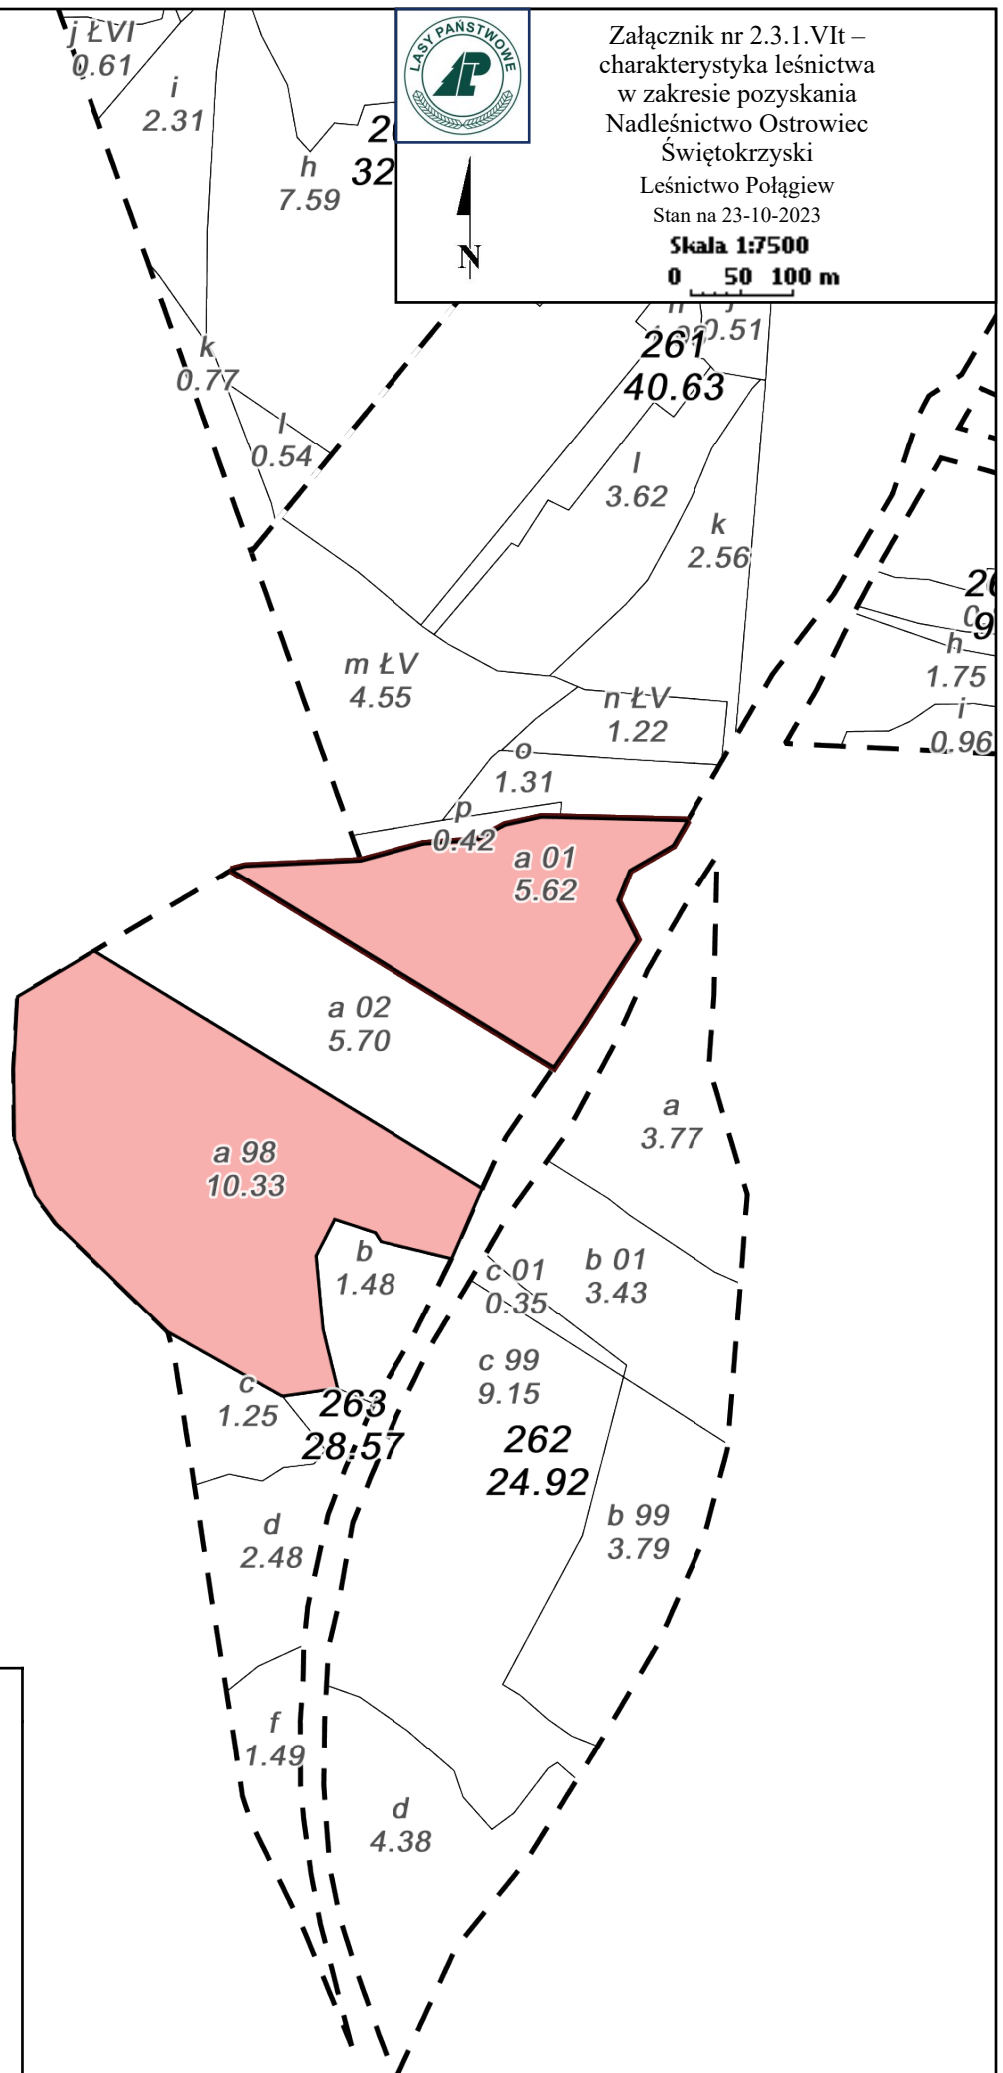 LASY PAŃSTWOWE
Załącznik nr 2.3.1.VIt –
charakterystyka leśnictwa
w zakresie pozyskania
Nadleśnictwo Ostrowiec
Świętokrzyski
Leśnictwo Połągiew
Stan na 23-10-2023
Skala 1:7500
0 50 100 m
N
j ŁVI
0.61
i
2.31
h
7.59
32
k
0.77
l
0.54
0.51
261
40.63
l
3.62
k
2.56
h
1.75
i
0.96
m ŁV
4.55
n ŁV
1.22
o
1.31
p
0.42
a 01
5.62
a 02
5.70
a
3.77
a 98
10.33
b
1.48
c 01
0.35
b 01
3.43
c 99
9.15
c
1.25
263
28.57
262
24.92
b 99
3.79
d
2.48
f
1.49
d
4.38